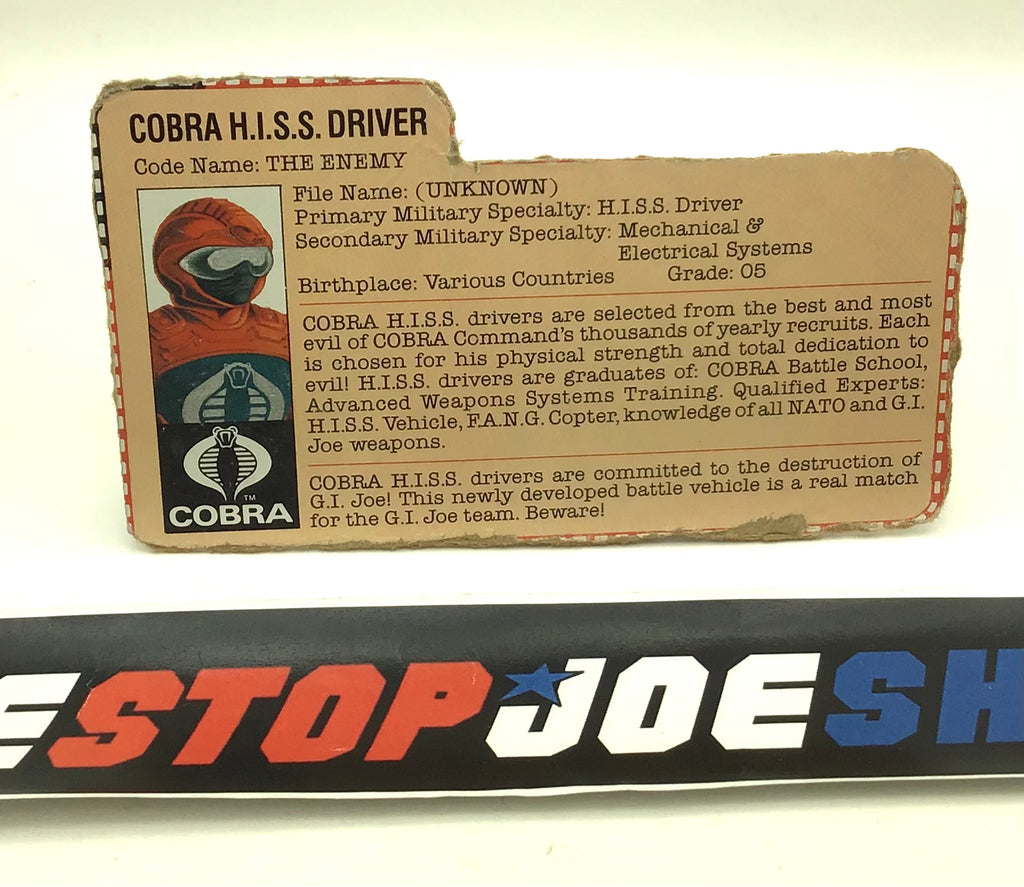 COBRA H.I.S.S. DRIVER
Code Name: THE ENEMY
File Name: (UNKNOWN)
Primary Military Specialty: H.I.S.S. Driver
Secondary Military Specialty: Mechanical &
Electrical Systems
Birthplace: Various Countries Grade: 05
COBRA H.I.S.S. drivers are selected from the best and most
evil of COBRA Command's thousands of yearly recruits. Each
is chosen for his physical strength and total dedication to
evil! H.I.S.S. drivers are graduates of: COBRA Battle School,
Advanced Weapons Systems Training. Qualified Experts:
H.I.S.S. Vehicle, F.A.N.G. Copter, knowledge of all NATO and G.I.
Joe weapons.
COBRA H.I.S.S. drivers are committed to the destruction of
G.I. Joe! This newly developed battle vehicle is a real match
for the G.I. Joe team. Beware!
TM
COBRA
ESTOPJOESH